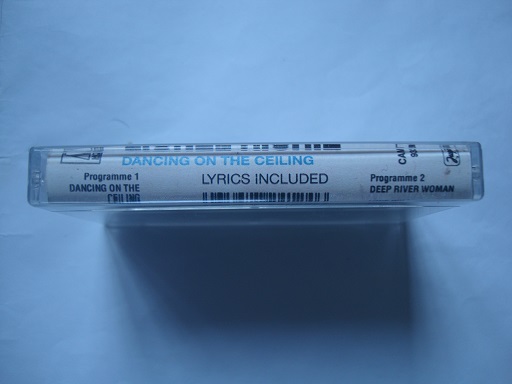 DANCING ON THE CEILING
Programme 1
DANCING ON THE
CEILING
LYRICS INCLUDED
Programme 2
DEEP RIVER WOMAN